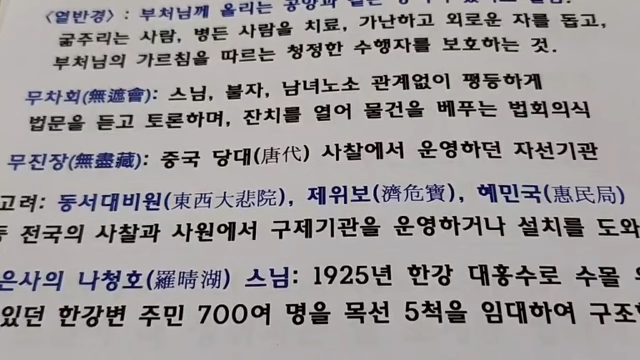 <열반경> : 부처님께 올리는 공양과
굶주리는 사람, 병든 사람을 치료, 가난하고 외로운 자를 돕고,
부처님의 가르침을 따르는 청정한 수행자를 보호하는 것.
무차회(無遮會): 스님, 불자, 남녀노소 관계없이 평등하게
법문을 듣고 토론하며, 잔치를 열어 물건을 베푸는 법회의식
무진장(無盡藏): 중국 당대(唐代) 사찰에서 운영하던 자선기관
고려: 동서대비원(東西大悲院), 제위보(濟危寶), 혜민국(惠民局)
등 전국의 사찰과 사원에서 구제기관을 운영하거나 설치를 도와
은사의 나청호(羅晴湖) 스님: 1925년 한강 대홍수로 수몰
있던 한강변 주민 700여 명을 목선 5척을 임대하여 구조